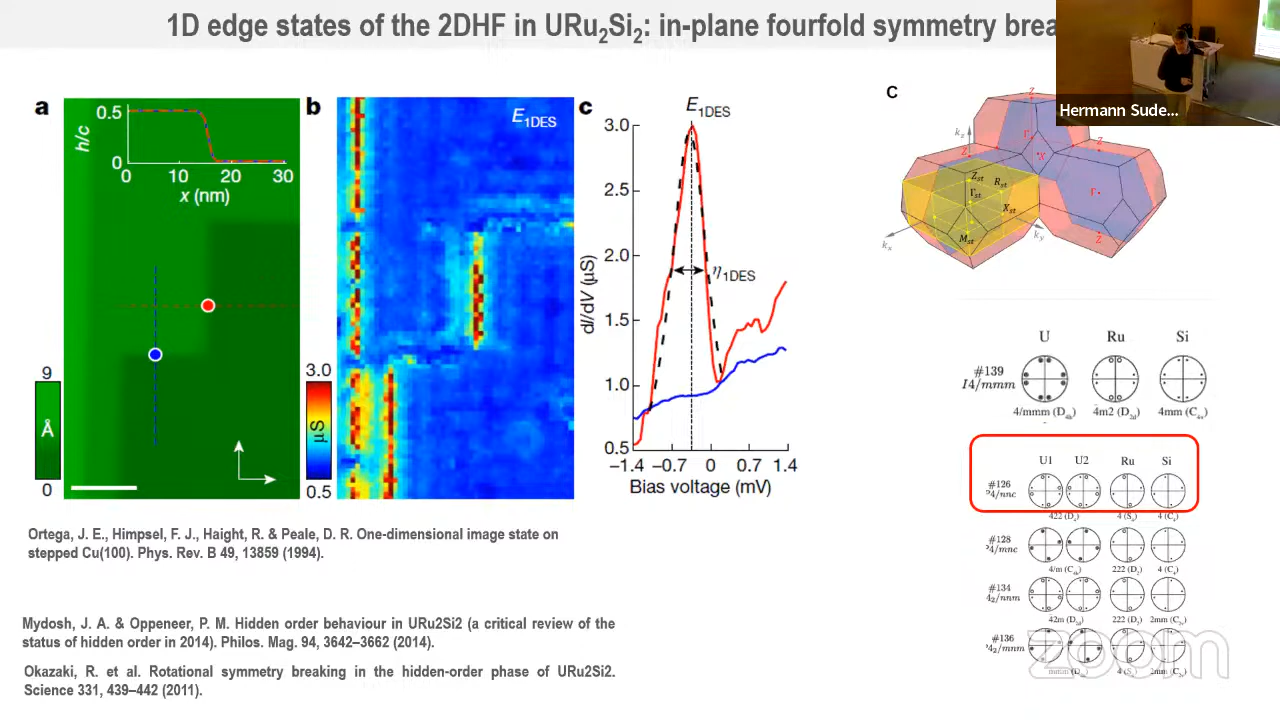 1D edge states of the 2DHF in URu2Si2: in-plane fourfold symmetry brea
Hermann Sude...
a
h/c
0.5
0
0 10 20 30
x (nm)
9
Å
0
b
E1DES
3.0
μS
0.5
c
E1DES
3.0
2.5
2.0
1.5
1.0
0.5
dI/dV (μS)
η1DES
−1.4 −0.7 0 0.7 1.4
Bias voltage (mV)
C
kz
Z
Γ
X
Z
Z
Zst
Rst
Γst
Xst
Mst
Γ
Z
kx
ky
U Ru Si
#139
I4/mmm
4/mmm (D4h) 4m2 (D2d) 4mm (C4v)
U1 U2 Ru Si
#126
P4/nnc
422 (D4) 4 (S4) 4 (C4)
#128
P4/mnc
4/m (C4h) 222 (D2) 4 (C4)
#134
42/nnm
42m (D2d) 222 (D2) 2mm (C2v)
#136
42/mnm
4 (S4) 2mm (C2v)
Ortega, J. E., Himpsel, F. J., Haight, R. & Peale, D. R. One-dimensional image state on
stepped Cu(100). Phys. Rev. B 49, 13859 (1994).
Mydosh, J. A. & Oppeneer, P. M. Hidden order behaviour in URu2Si2 (a critical review of the
status of hidden order in 2014). Philos. Mag. 94, 3642–3662 (2014).
Okazaki, R. et al. Rotational symmetry breaking in the hidden-order phase of URu2Si2.
Science 331, 439–442 (2011).
zoom